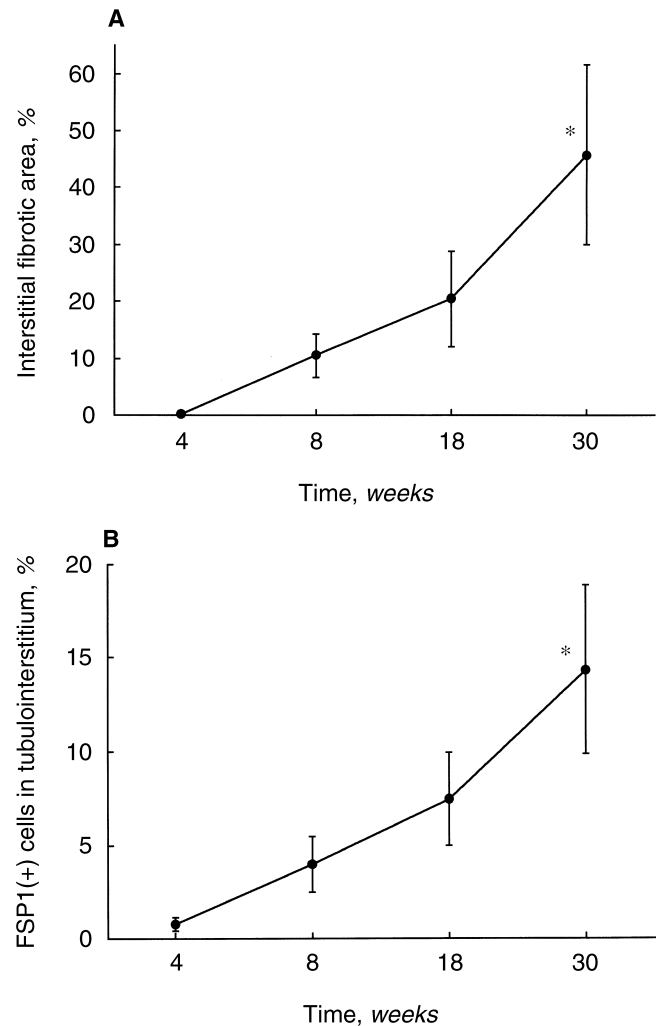 A
Interstitial fibrotic area, %
60
50
40
30
20
10
0
*
4 8 18 30
Time, weeks
B
FSP1(+) cells in tubulointerstitium, %
20
15
10
5
0
*
4 8 18 30
Time, weeks